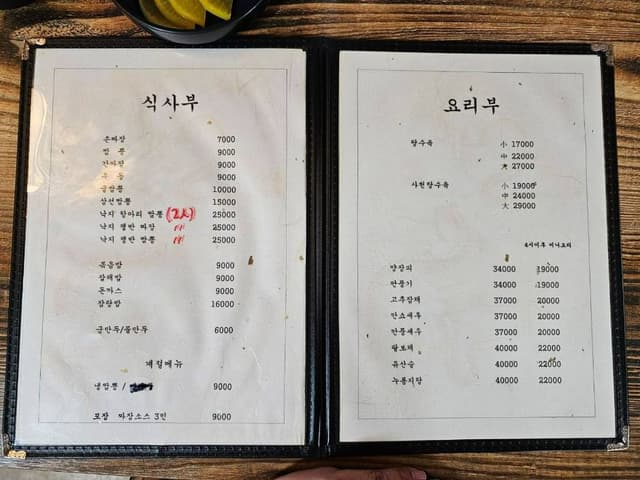 식사부
손짜장 7000
짬 뽕 9000
간짜장 9000
우 동 9000
굴짬뽕 10000
삼선짬뽕 15000
낙지 항아리 짬뽕 25000
낙지 쟁반 짜장 25000
낙지 쟁반 짬뽕 25000
볶음밥 9000
잡채밥 9000
돈까스 9000
잡탕밥 16000
군만두/물만두 6000
계절메뉴
냉짬뽕 / 9000
포장 짜장소스 3인 9000
요리부
탕수육 小 17000
中 22000
大 27000
사천탕수육 小 19000
中 24000
大 29000
미니요리
양장피 34000 19000
깐풍기 34000 19000
고추잡채 37000 20000
깐쇼새우 37000 20000
깐풍새우 37000 20000
팔보채 40000 22000
유산슬 40000 22000
누룽지탕 40000 22000